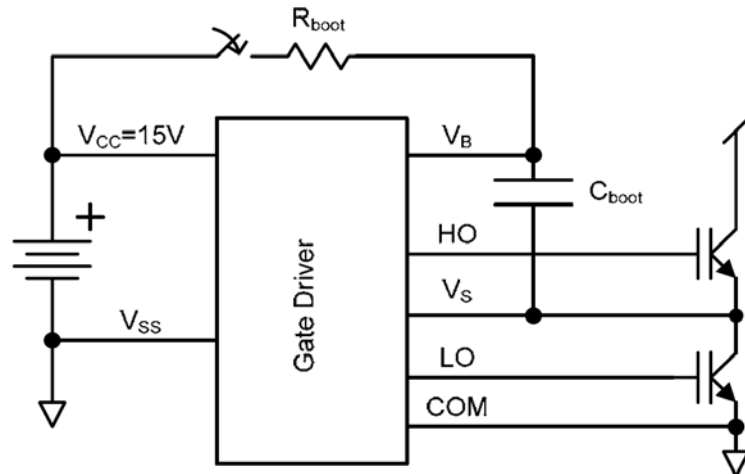 Rboot
VCC=15V
VB
Cboot
HO
Gate Driver
VS
VSS
LO
COM